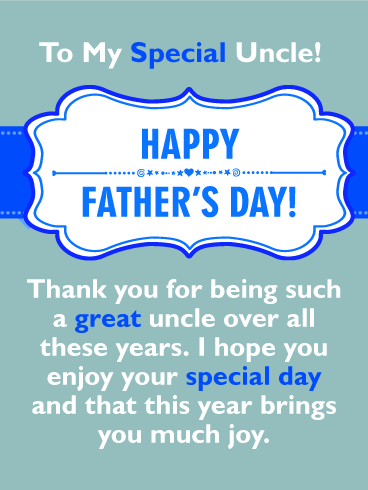 To My Special Uncle!
HAPPY
FATHER'S DAY!
Thank you for being such
a great uncle over all
these years. I hope you
enjoy your special day
and that this year brings
you much joy.